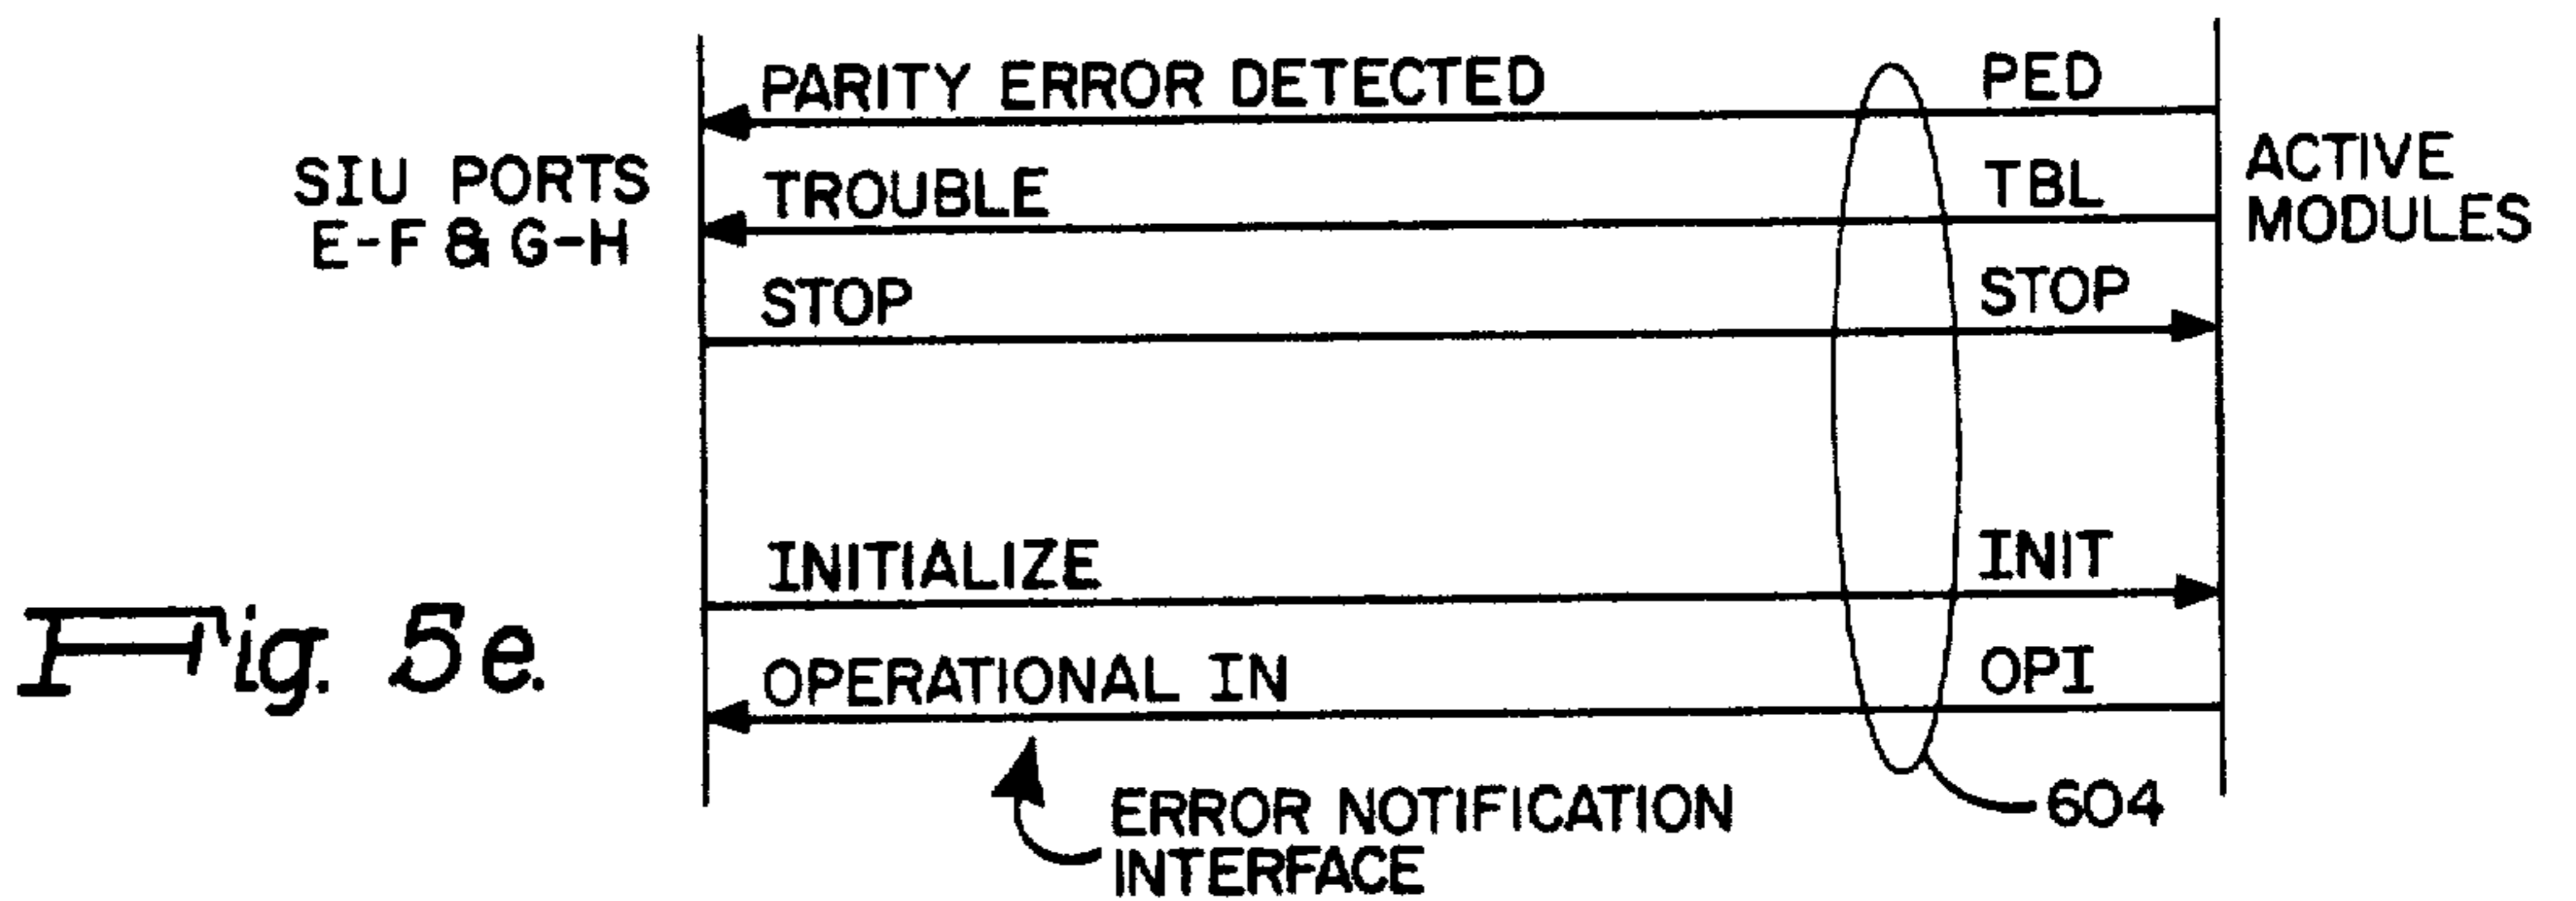 PARITY ERROR DETECTED PED
SIU PORTS
E-F & G-H
TROUBLE TBL
ACTIVE
MODULES
STOP STOP
INITIALIZE INIT
OPERATIONAL IN OPI
ERROR NOTIFICATION
INTERFACE
604
Fig. 5e.